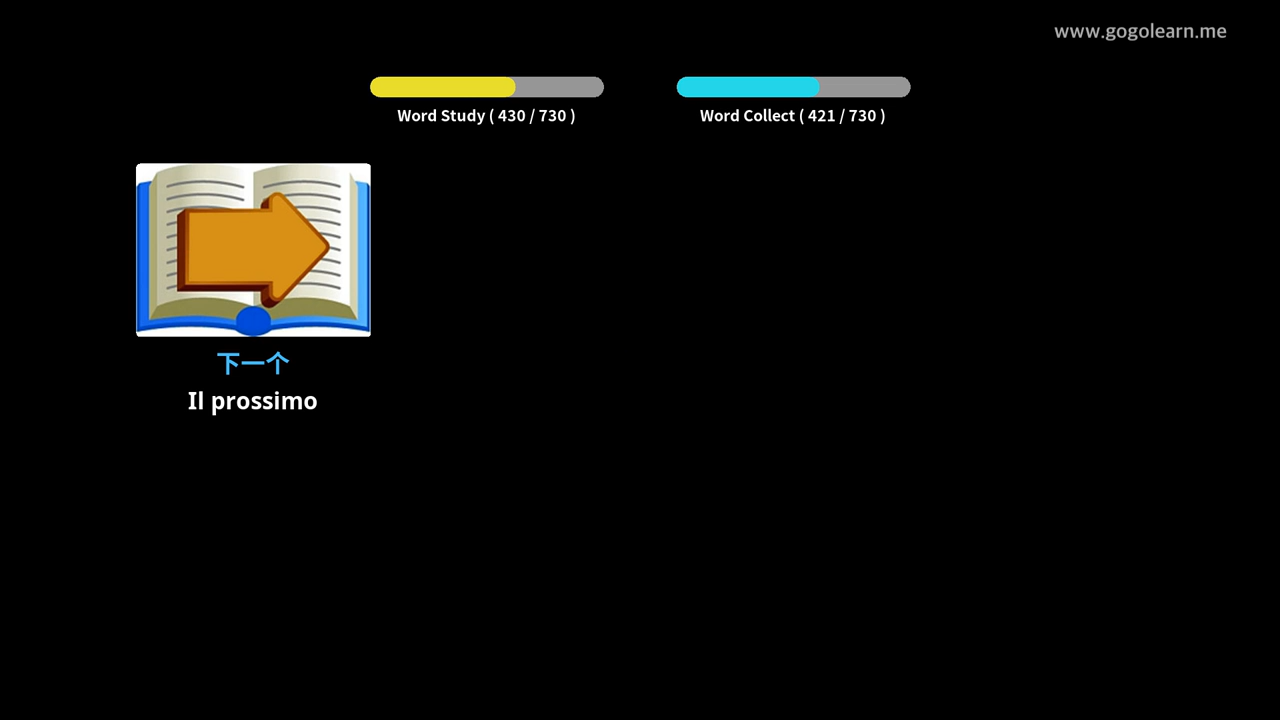 www.gogolearn.me
Word Study ( 430 / 730 )
Word Collect ( 421 / 730 )
下一个
Il prossimo